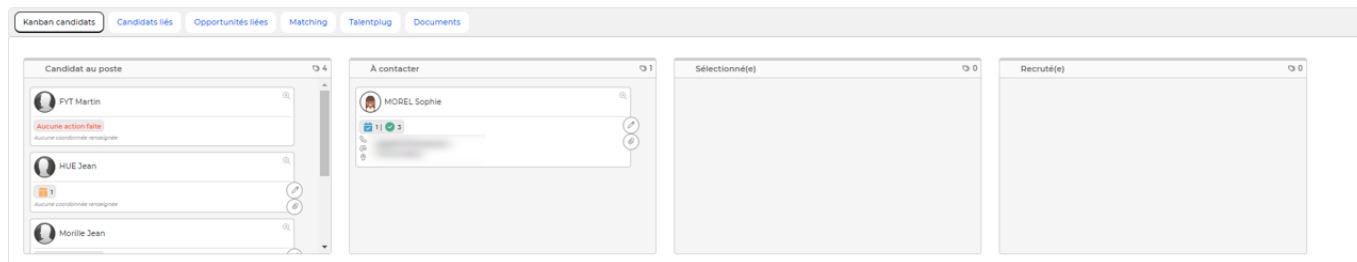 Kanban candidats Candidats liés Opportunités liées Matching Talentplug Documents
Candidat au poste 4 À contacter 1 Sélectionné(e) 0 Recruté(e) 0
FYT Martin
Aucune action faite
Aucune coordonnée renseignée
HUE Jean
1
Aucune coordonnée renseignée
Morille Jean
MOREL Sophie
1 | 3